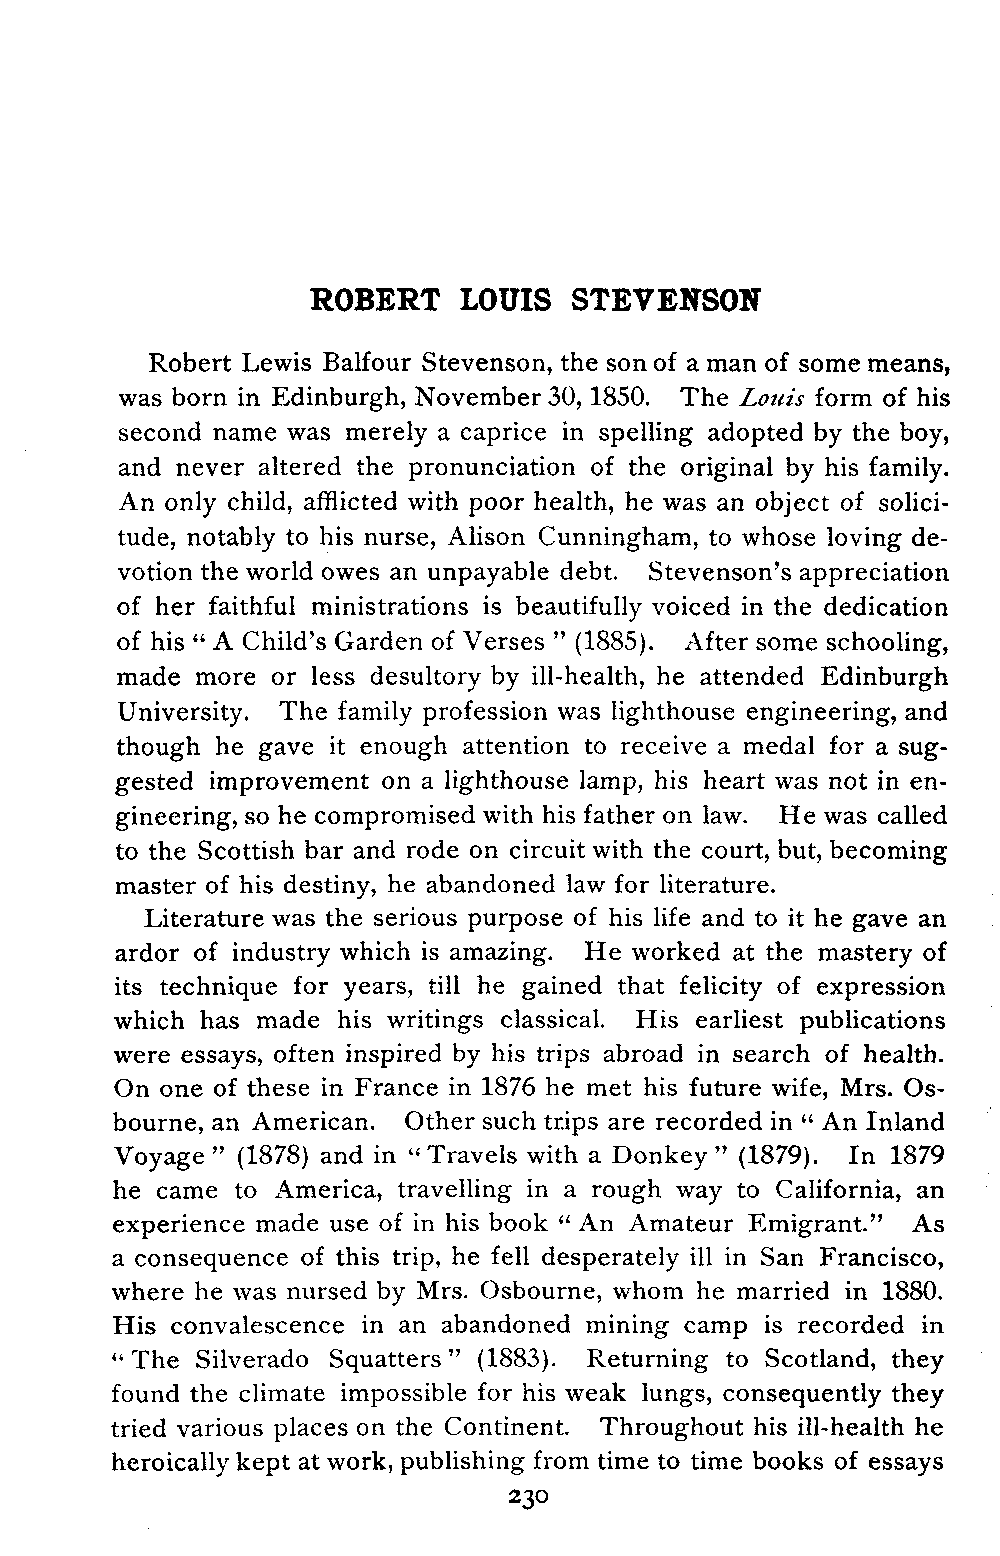 ROBERT LOUIS STEVENSON
Robert Lewis Balfour Stevenson, the son of a man of some means,
was born in Edinburgh, November 30, 1850. The Louis form of his
second name was merely a caprice in spelling adopted by the boy,
and never altered the pronunciation of the original by his family.
An only child, afflicted with poor health, he was an object of solici-
tude, notably to his nurse, Alison Cunningham, to whose loving de-
votion the world owes an unpayable debt. Stevenson's appreciation
of her faithful ministrations is beautifully voiced in the dedication
of his “ A Child's Garden of Verses ” (1885). After some schooling,
made more or less desultory by ill-health, he attended Edinburgh
University. The family profession was lighthouse engineering, and
though he gave it enough attention to receive a medal for a sug-
gested improvement on a lighthouse lamp, his heart was not in en-
gineering, so he compromised with his father on law. He was called
to the Scottish bar and rode on circuit with the court, but, becoming
master of his destiny, he abandoned law for literature.
Literature was the serious purpose of his life and to it he gave an
ardor of industry which is amazing. He worked at the mastery of
its technique for years, till he gained that felicity of expression
which has made his writings classical. His earliest publications
were essays, often inspired by his trips abroad in search of health.
On one of these in France in 1876 he met his future wife, Mrs. Os-
bourne, an American. Other such trips are recorded in “ An Inland
Voyage ” (1878) and in “ Travels with a Donkey ” (1879). In 1879
he came to America, travelling in a rough way to California, an
experience made use of in his book “ An Amateur Emigrant.” As
a consequence of this trip, he fell desperately ill in San Francisco,
where he was nursed by Mrs. Osbourne, whom he married in 1880.
His convalescence in an abandoned mining camp is recorded in
“ The Silverado Squatters ” (1883). Returning to Scotland, they
found the climate impossible for his weak lungs, consequently they
tried various places on the Continent. Throughout his ill-health he
heroically kept at work, publishing from time to time books of essays
230